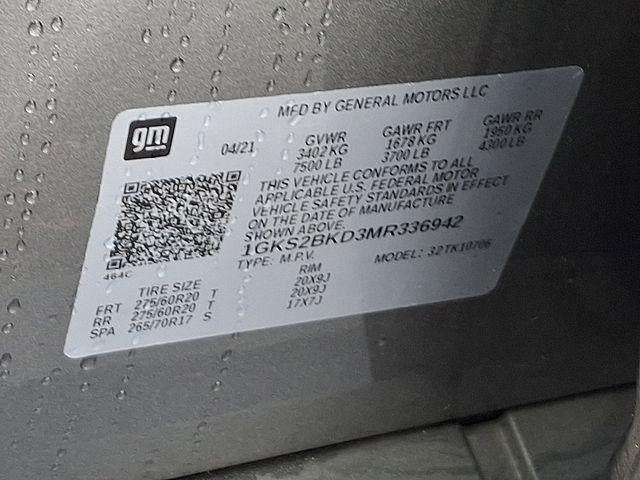 MFD BY GENERAL MOTORS LLC
gm
04/21
GVWR GAWR FRT GAWR RR
3402 KG 1678 KG 1950 KG
7500 LB 3700 LB 4300 LB
THIS VEHICLE CONFORMS TO ALL
APPLICABLE U.S. FEDERAL MOTOR
VEHICLE SAFETY STANDARDS IN EFFECT
ON THE DATE OF MANUFACTURE
SHOWN ABOVE.
1GKS2BKD3MR336942
TYPE: M.P.V. MODEL: 32TK10706
464C
TIRE SIZE RIM
FRT 275/60R20 T 20X9J
RR 275/60R20 T 20X9J
SPA 265/70R17 S 17X7J